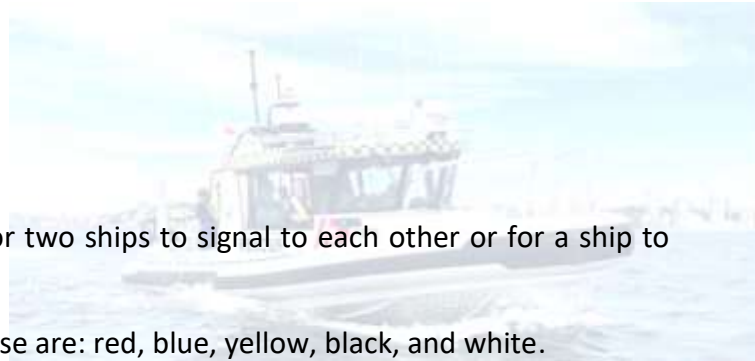 or two ships to signal to each other or for a ship to
se are: red, blue, yellow, black, and white.